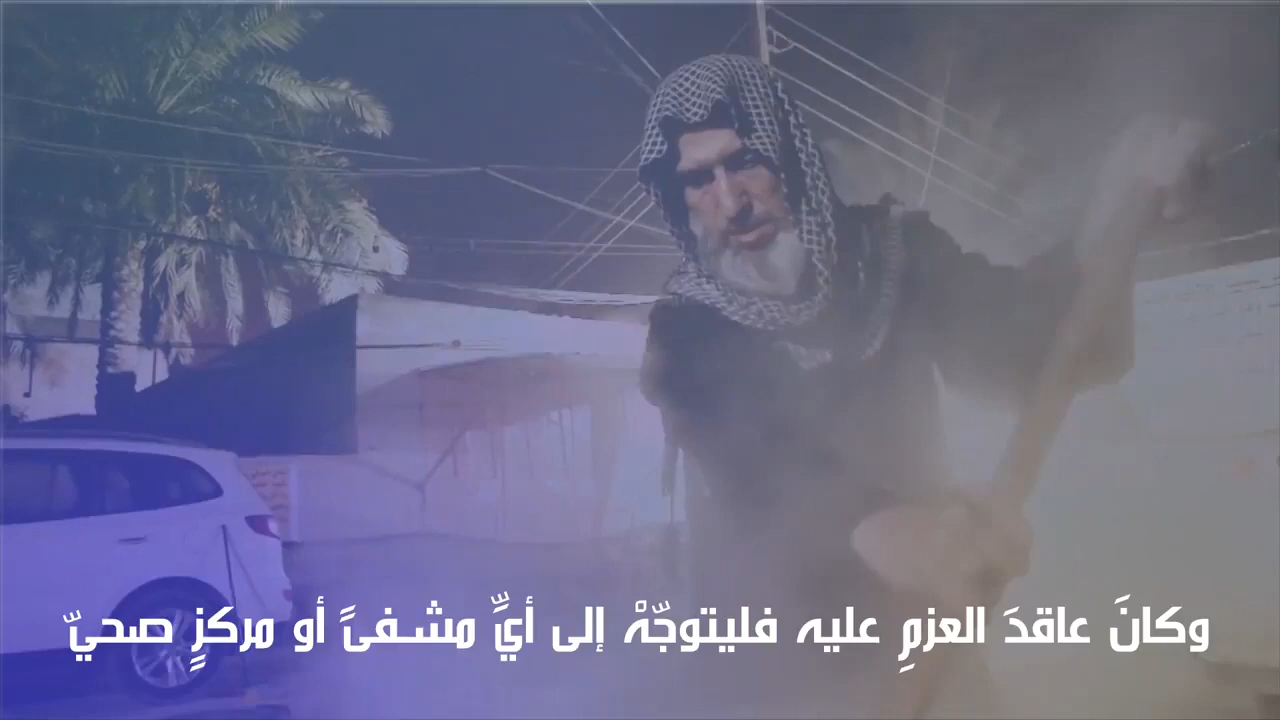 وكانَ عاقدَ العزمِ عليه فليتوجّهْ إلى أيِّ مشفىً أو مركزٍ صحيّ